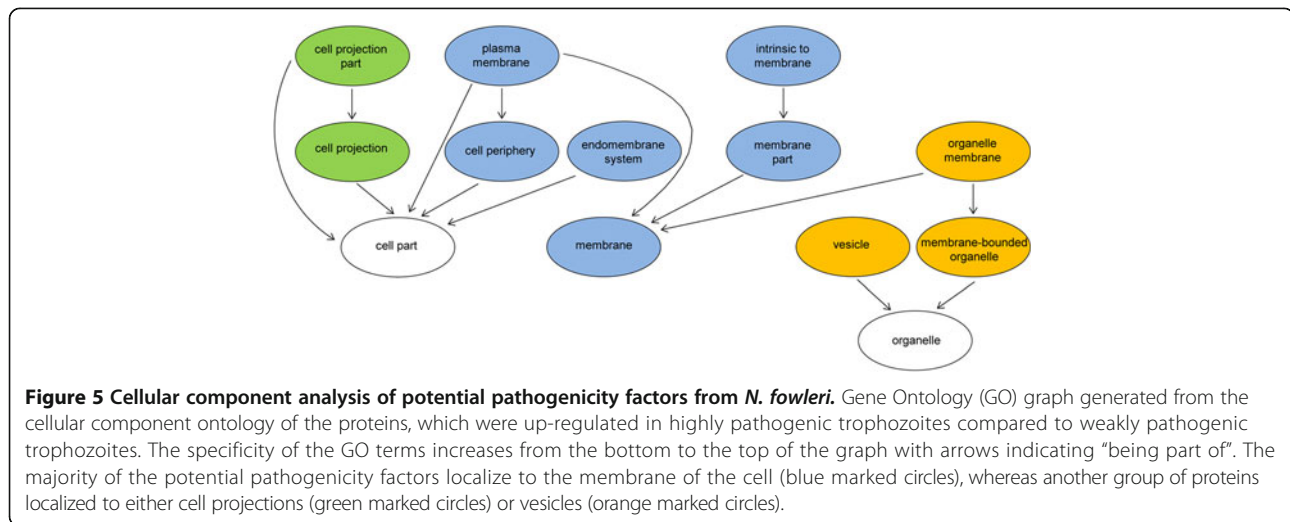 cell projection
part
plasma
membrane
intrinsic to
membrane
cell projection
cell periphery
endomembrane
system
membrane
part
organelle
membrane
cell part
membrane
vesicle
membrane-bounded
organelle
organelle
Figure 5 Cellular component analysis of potential pathogenicity factors from N. fowleri. Gene Ontology (GO) graph generated from the
cellular component ontology of the proteins, which were up-regulated in highly pathogenic trophozoites compared to weakly pathogenic
trophozoites. The specificity of the GO terms increases from the bottom to the top of the graph with arrows indicating “being part of”. The
majority of the potential pathogenicity factors localize to the membrane of the cell (blue marked circles), whereas another group of proteins
localized to either cell projections (green marked circles) or vesicles (orange marked circles).